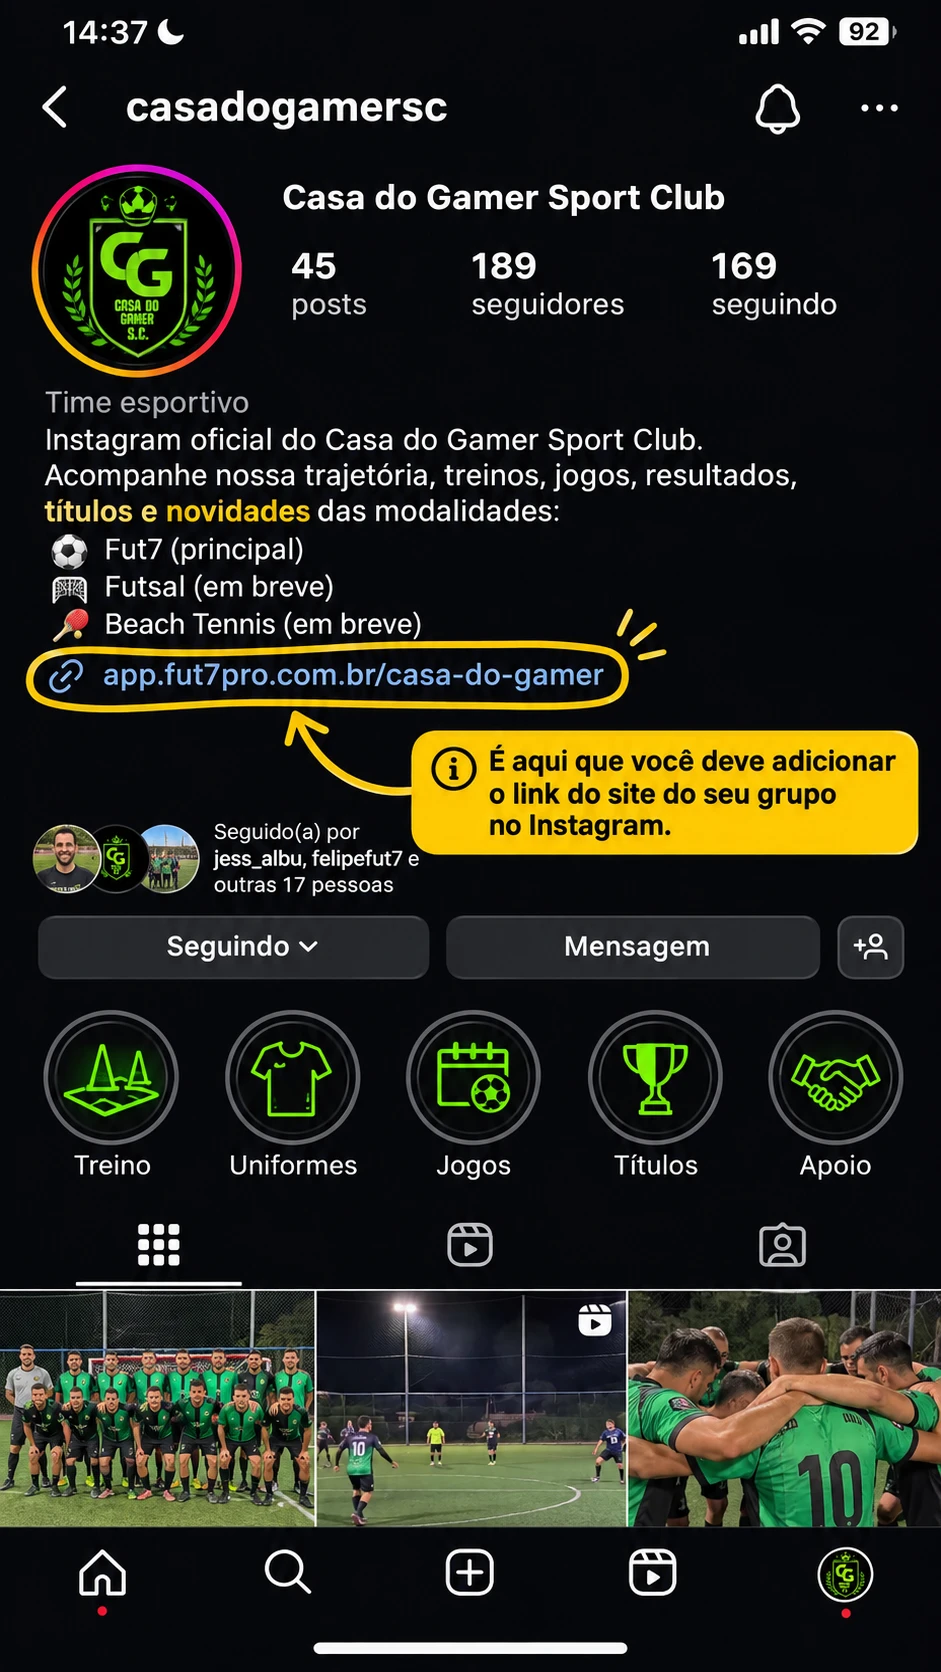 14:37
92
casadogamersc
Casa do Gamer Sport Club
45 189 169
posts seguidores seguindo
CG
CASA DO
GAMER
S.C.
Time esportivo
Instagram oficial do Casa do Gamer Sport Club.
Acompanhe nossa trajetória, treinos, jogos, resultados,
títulos e novidades das modalidades:
Fut7 (principal)
Futsal (em breve)
Beach Tennis (em breve)
app.fut7pro.com.br/casa-do-gamer
É aqui que você deve adicionar
o link do site do seu grupo
no Instagram.
Seguido(a) por
jess_albu, felipefut7 e
outras 17 pessoas
CG
Seguindo
Mensagem
Treino Uniformes Jogos Títulos Apoio
10
10
CG